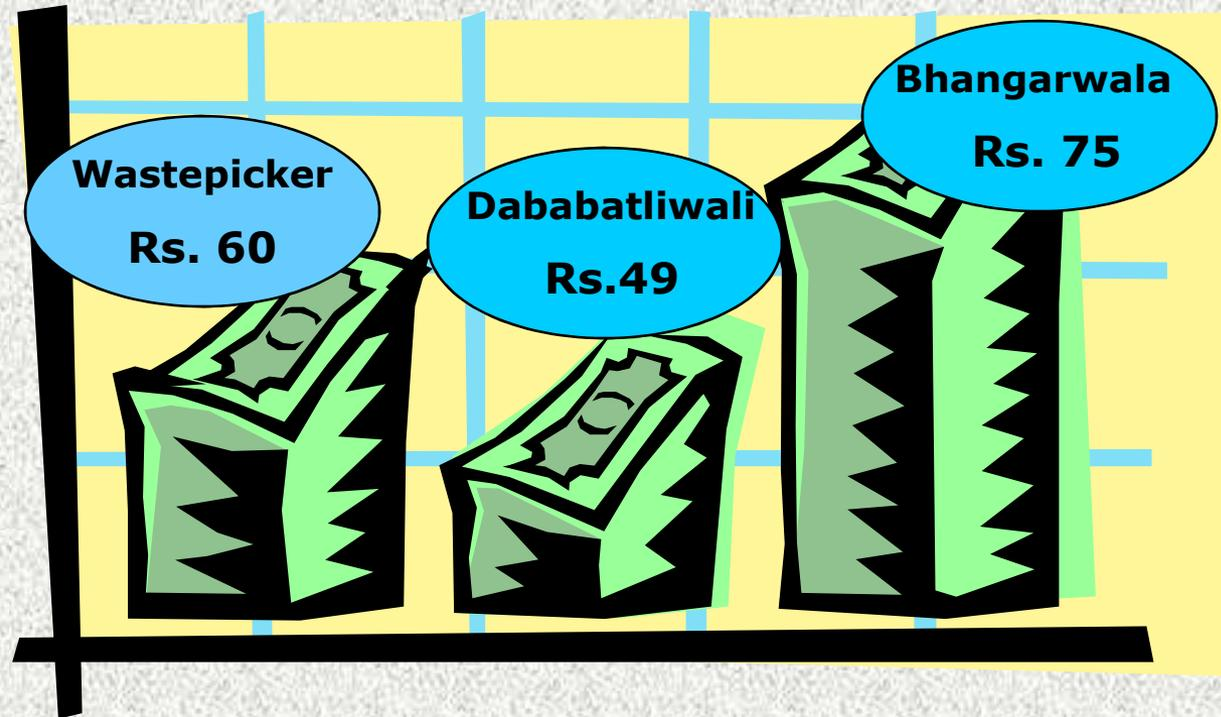 Wastepicker
Rs. 60
Dababatliwali
Rs.49
Bhangarwala
Rs. 75